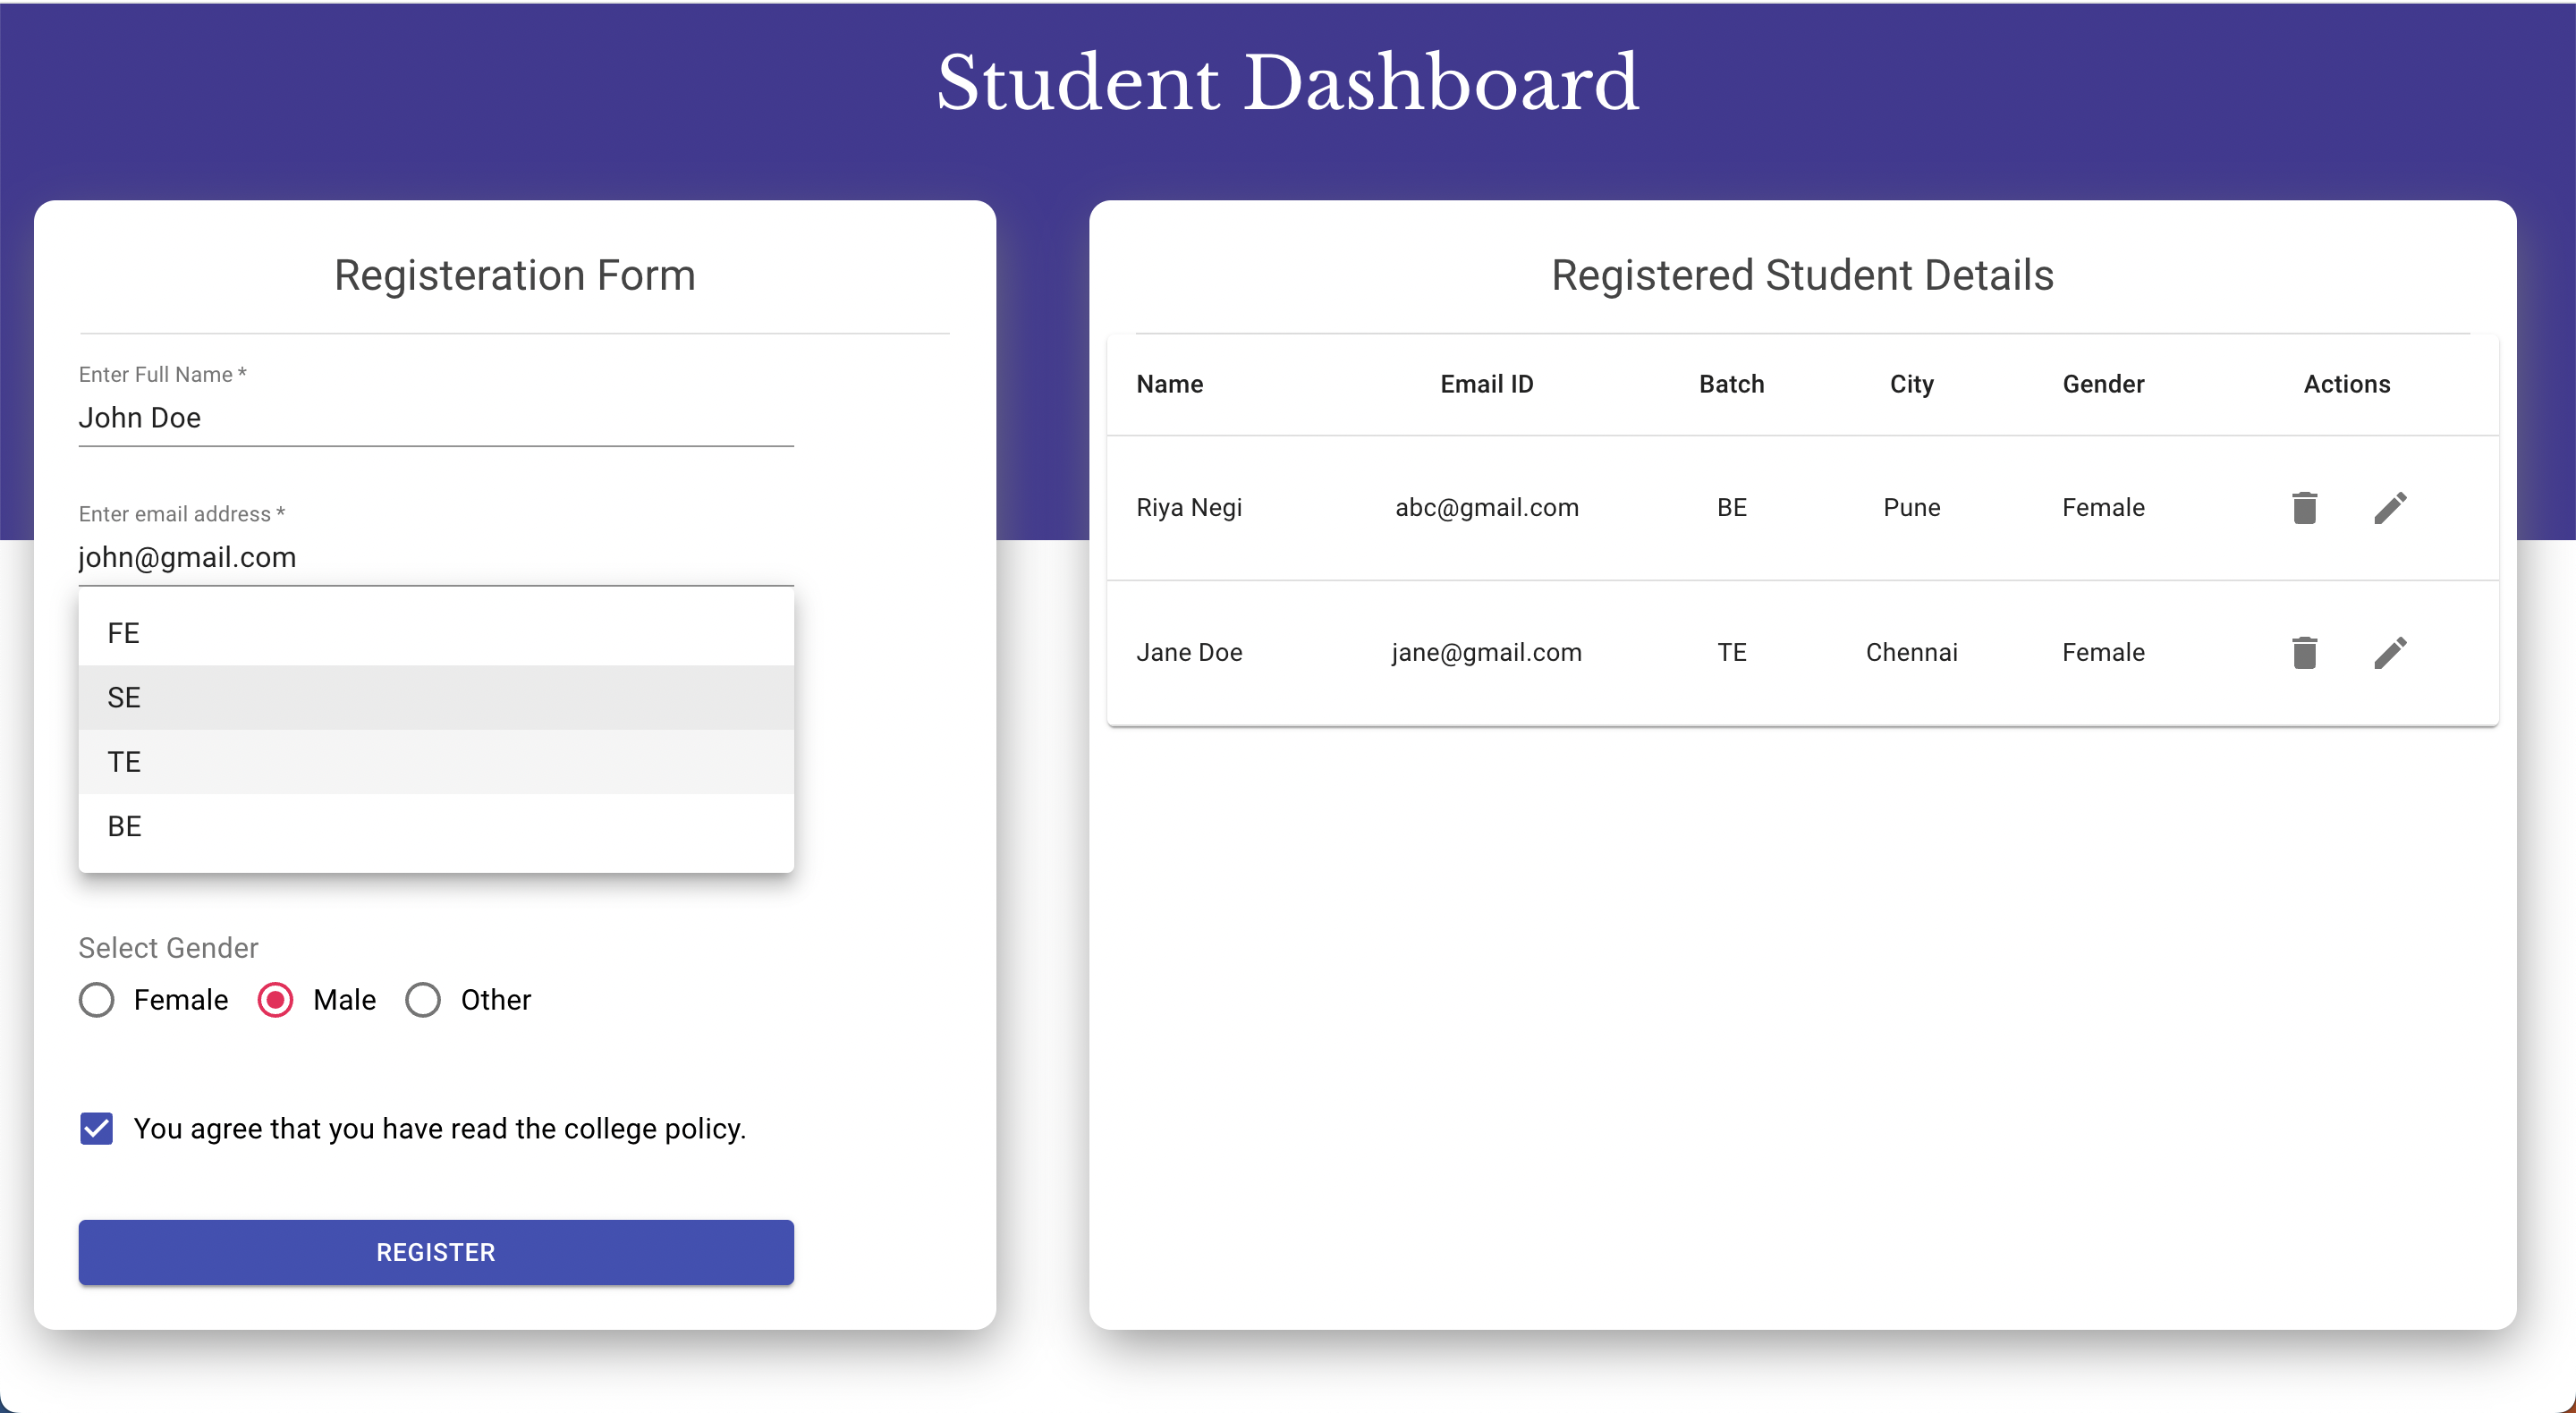 Student Dashboard
Registeration Form
Enter Full Name *
John Doe
Enter email address *
john@gmail.com
FE
SE
TE
BE
Select Gender
Female Male Other
You agree that you have read the college policy.
REGISTER
Registered Student Details
Name Email ID Batch City Gender Actions
Riya Negi abc@gmail.com BE Pune Female
Jane Doe jane@gmail.com TE Chennai Female